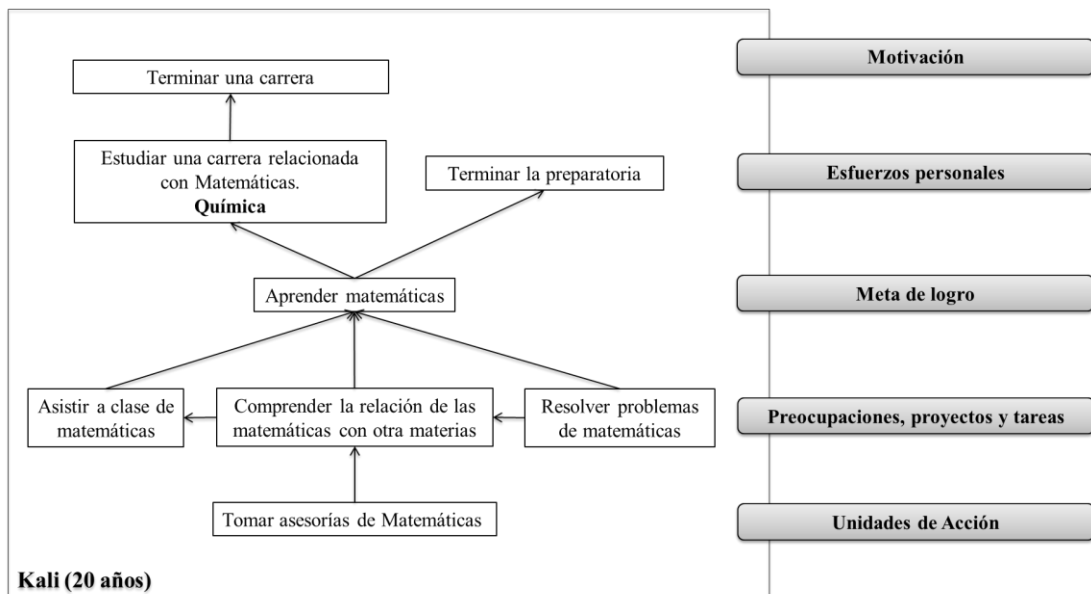 Motivación
Terminar una carrera
Estudiar una carrera relacionada
con Matemáticas.
Química
Terminar la preparatoria
Esfuerzos personales
Aprender matemáticas
Meta de logro
Asistir a clase de
matemáticas
Comprender la relación de las
matemáticas con otra materias
Resolver problemas
de matemáticas
Preocupaciones, proyectos y tareas
Tomar asesorías de Matemáticas
Unidades de Acción
Kali (20 años)